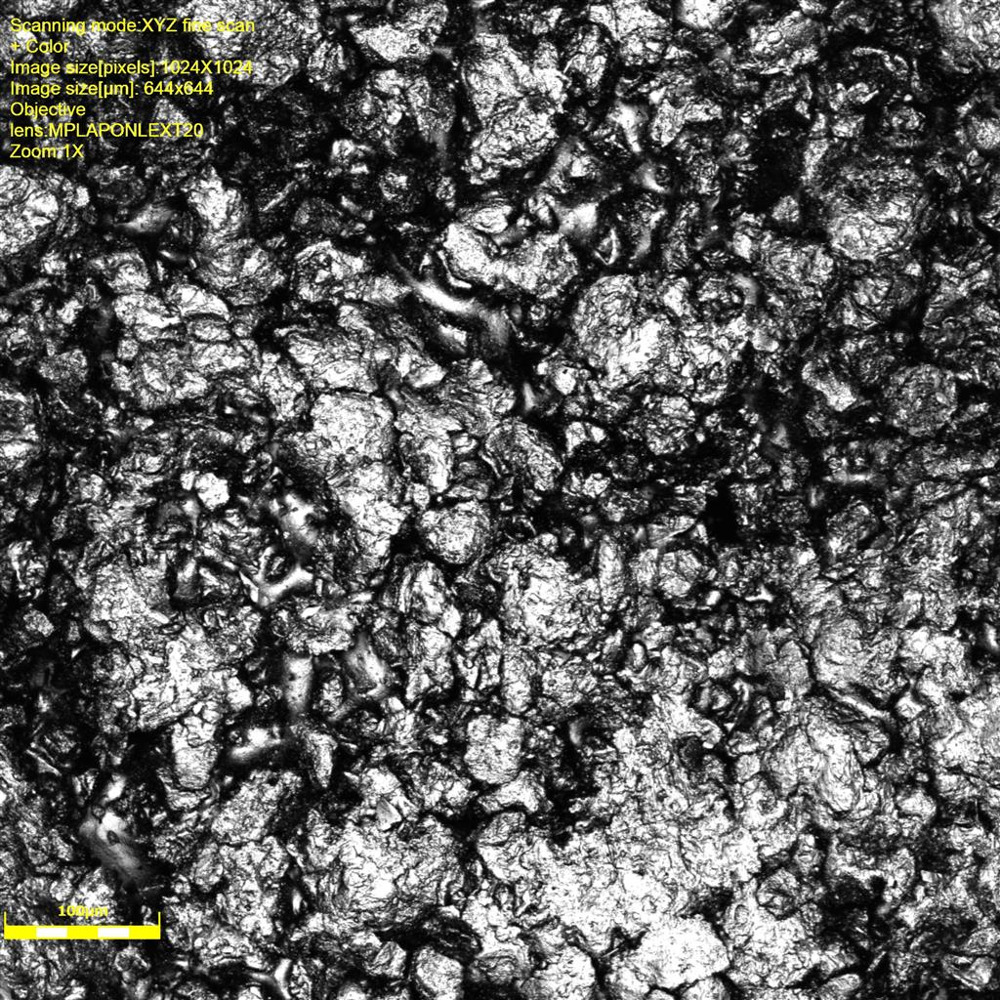 Scanning mode:XYZ fine scan
+ Color
Image size[pixels]:1024X1024
Image size[µm]: 644x644
Objective
lens:MPLAPONLEXT20
Zoom:1X
100µm